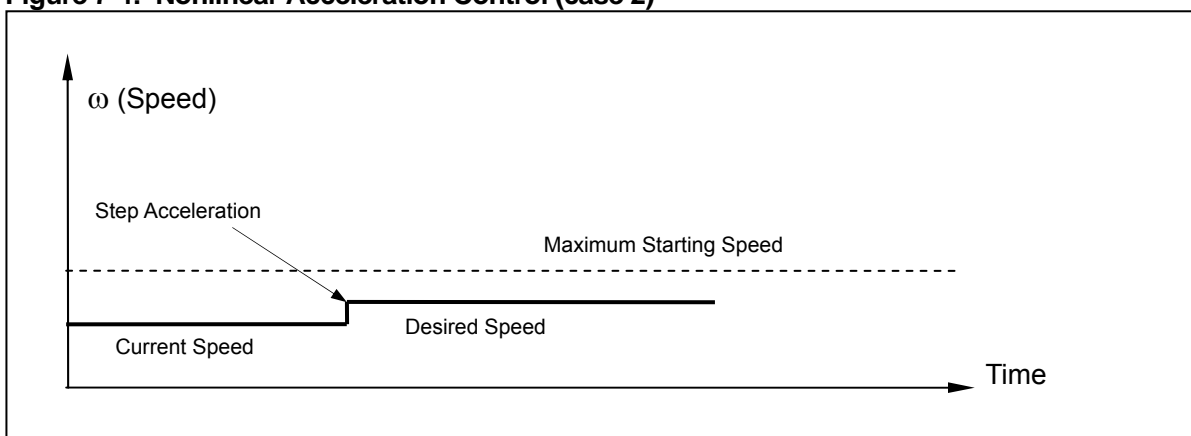 Figure 7-4. Nonlinear Acceleration Control (case 2)
ω (Speed)
Step Acceleration
Maximum Starting Speed
Desired Speed
Current Speed
Time